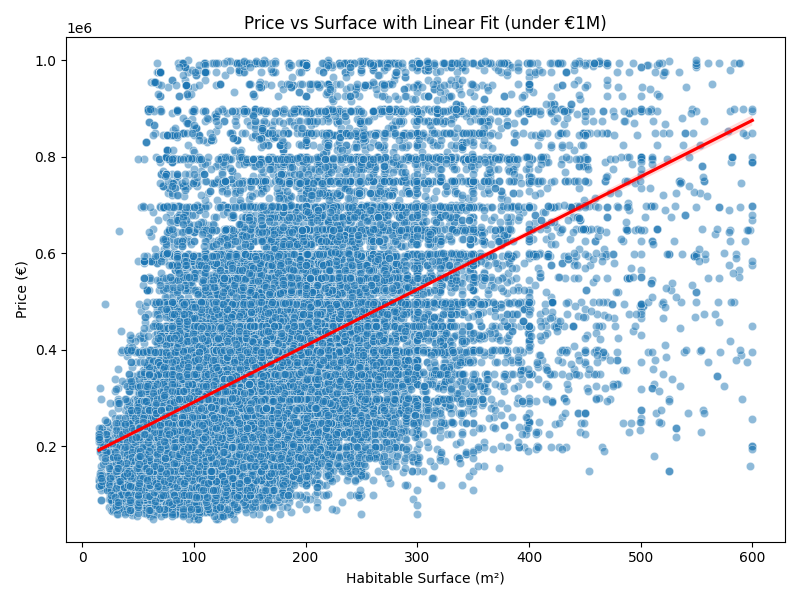 Price vs Surface with Linear Fit (under €1M)
1e6
1.0
0.8
0.6
0.4
0.2
Price (€)
0 100 200 300 400 500 600
Habitable Surface (m²)